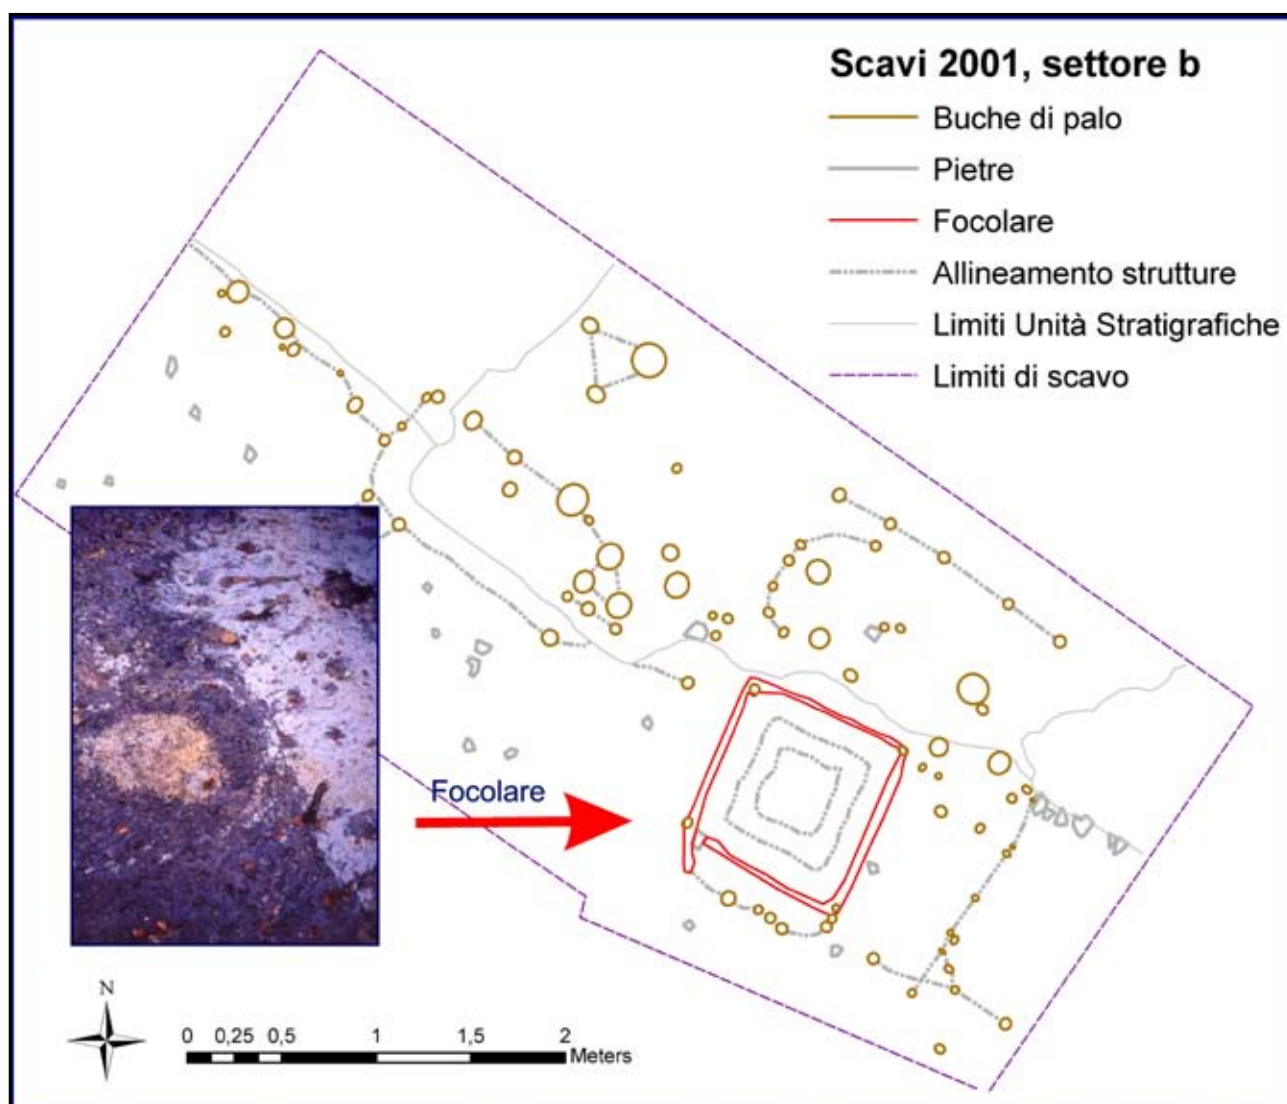 Scavi 2001, settore b
Buche di palo
Pietre
Focolare
Allineamento strutture
Limiti Unità Stratigrafiche
Limiti di scavo
Focolare
N
0 0,25 0,5 1 1,5 2
Meters